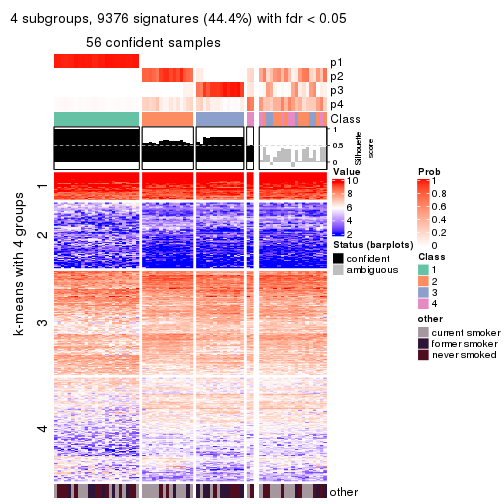 4 subgroups, 9376 signatures (44.4%) with fdr < 0.05
56 confident samples
p1
p2
p3
p4
Class
1
0.5
0
Silhouette
score
k-means with 4 groups
1
2
3
4
other
Value
10
8
6
4
2
Status (barplots)
confident
ambiguous
Prob
1
0.8
0.6
0.4
0.2
0
Class
1
2
3
4
other
current smoker
former smoker
never smoked